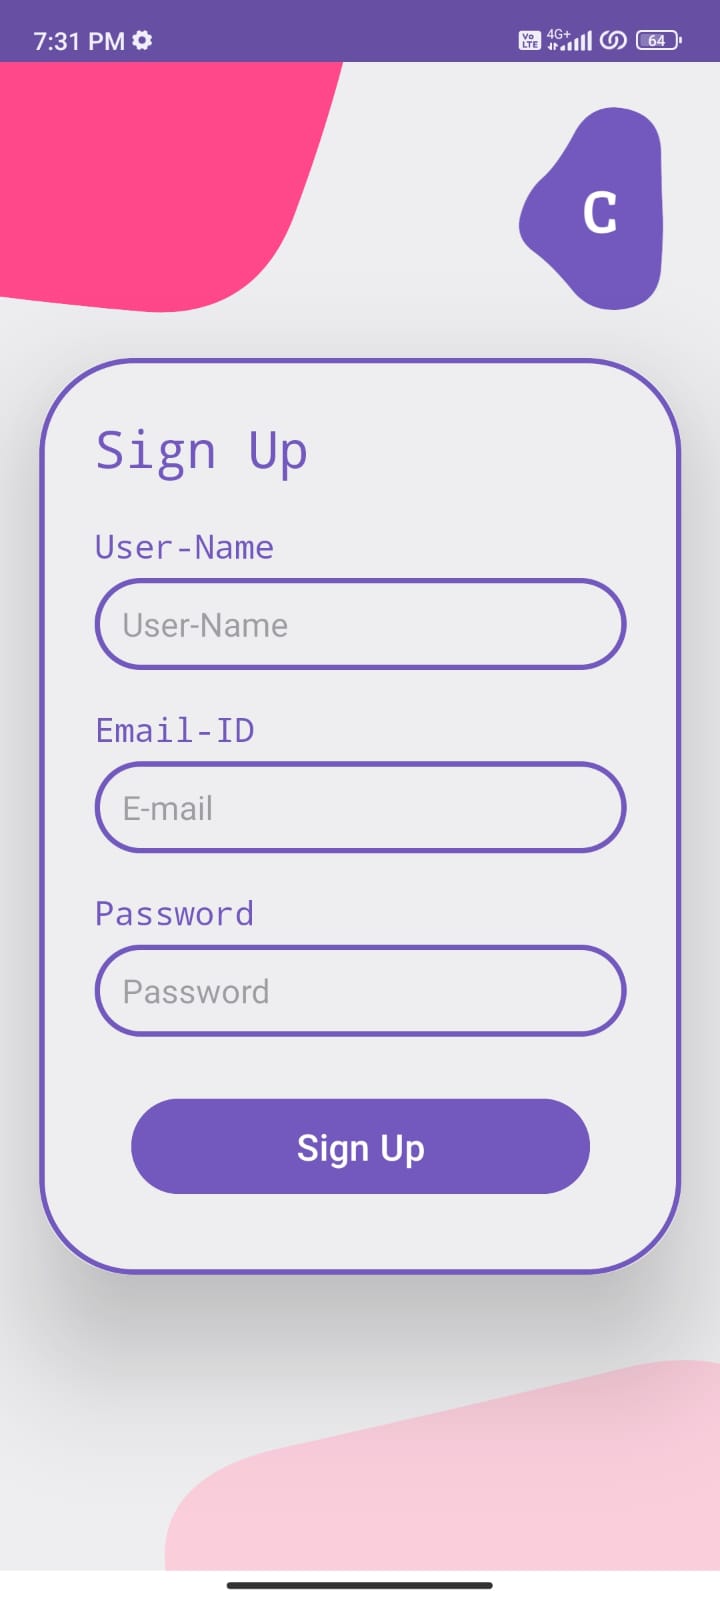 7:31 PM
Vo LTE 4G+ 64
C
Sign Up
User-Name
User-Name
Email-ID
E-mail
Password
Password
Sign Up